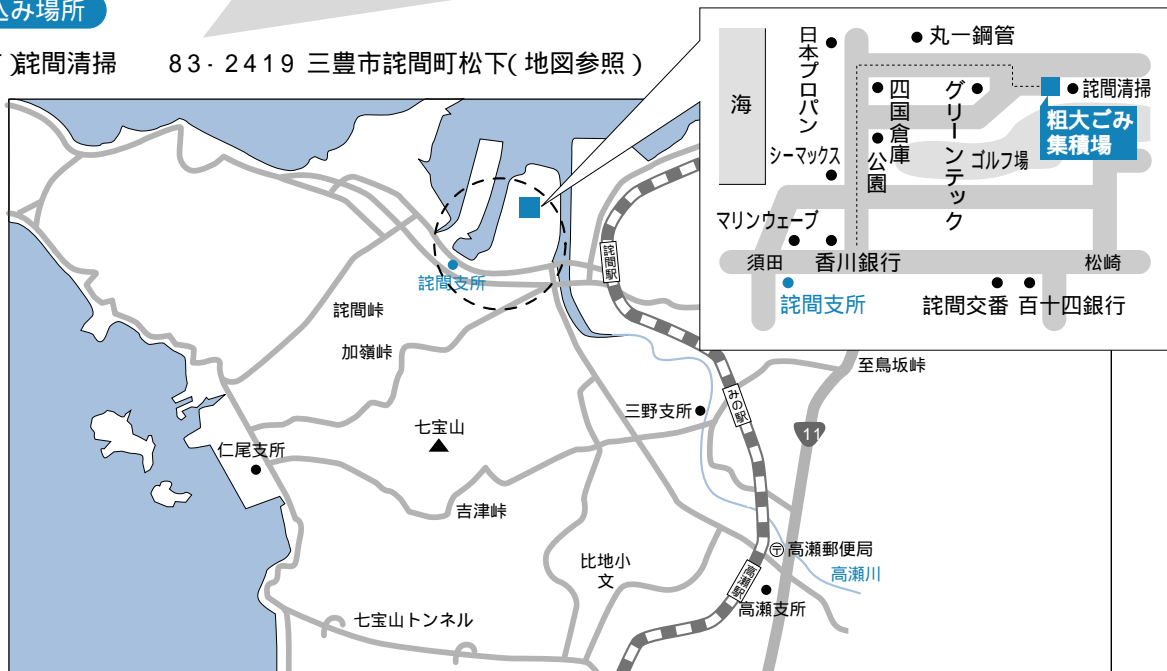 込み場所
)詫間清掃 83-2419 三豊市詫間町松下(地図参照)
海
日本プロパン
丸一鋼管
四国倉庫
公園
グリーンテック
ゴルフ場
詫間清掃
粗大ごみ
集積場
シーマックス
マリンウェーブ
須田
香川銀行
松崎
詫間支所
詫間交番
百十四銀行
詫間駅
詫間支所
詫間峠
加嶺峠
至鳥坂峠
みの駅
三野支所
11
七宝山
仁尾支所
吉津峠
比地小
文
〒高瀬郵便局
高瀬川
高瀬駅
高瀬支所
七宝山トンネル